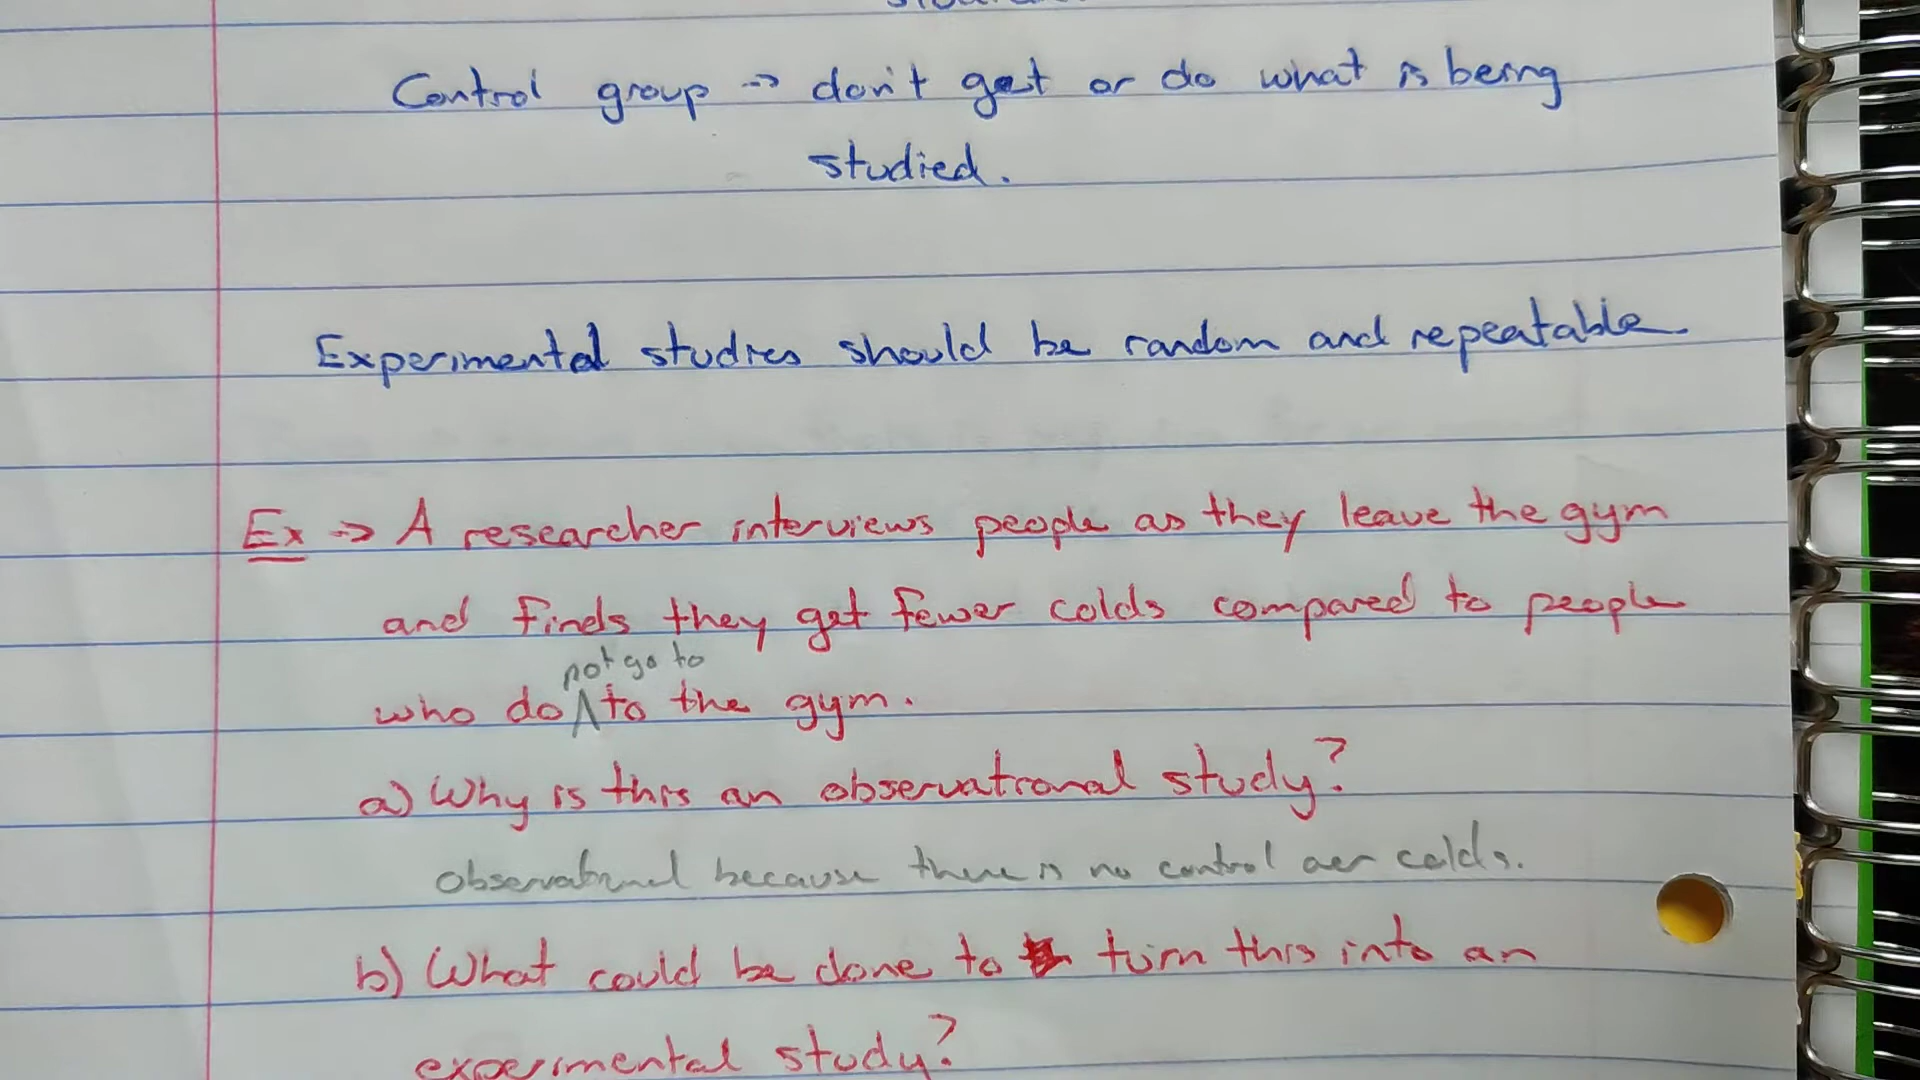 Control group → don't get or do what is being
studied.
Experimental studies should be random and repeatable
Ex → A researcher interviews people as they leave the gym
and finds they get fewer colds compared to people
not go to
who do ∧ to the gym.
a) Why is this an observational study?
observational because there is no control over colds.
b) What could be done to turn this into an
experimental study?